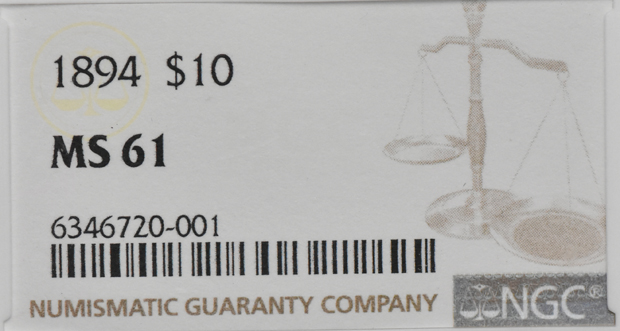 1894 $10
MS 61
6346720-001
NUMISMATIC GUARANTY COMPANY
NGC®